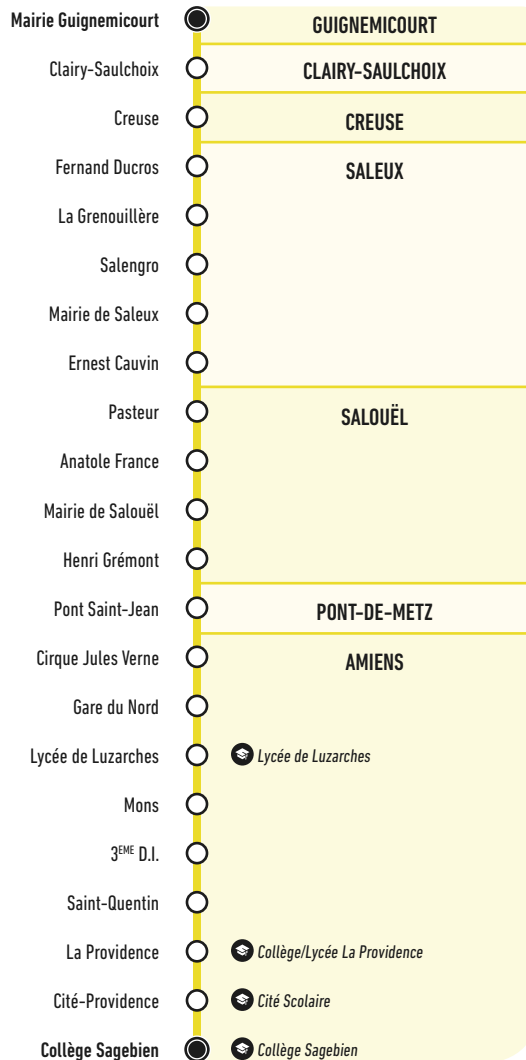 Mairie Guignemicourt GUIGNEMICOURT
Clairy-Saulchoix CLAIRY-SAULCHOIX
Creuse CREUSE
Fernand Ducros SALEUX
La Grenouillère
Salengro
Mairie de Saleux
Ernest Cauvin
Pasteur SALOUËL
Anatole France
Mairie de Salouël
Henri Grémont
Pont Saint-Jean PONT-DE-METZ
Cirque Jules Verne AMIENS
Gare du Nord
Lycée de Luzarches Lycée de Luzarches
Mons
3EME D.I.
Saint-Quentin
La Providence Collège/Lycée La Providence
Cité-Providence Cité Scolaire
Collège Sagebien Collège Sagebien